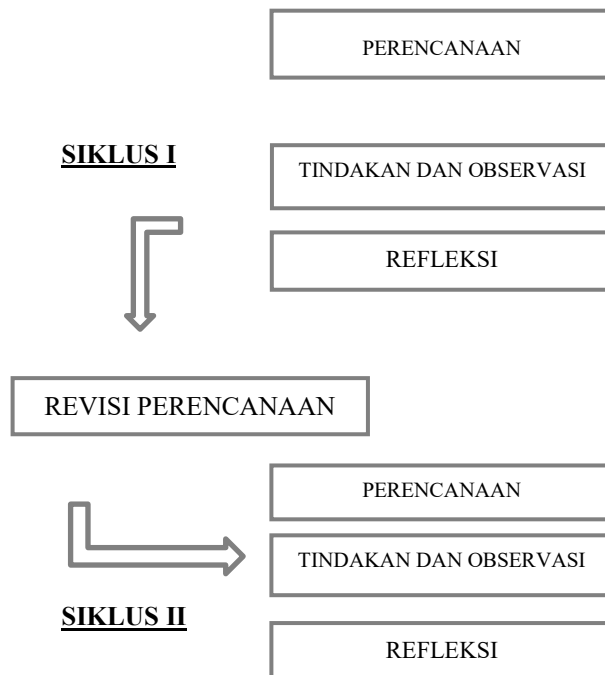 PERENCANAAN
SIKLUS I
TINDAKAN DAN OBSERVASI
REFLEKSI
REVISI PERENCANAAN
PERENCANAAN
TINDAKAN DAN OBSERVASI
SIKLUS II
REFLEKSI